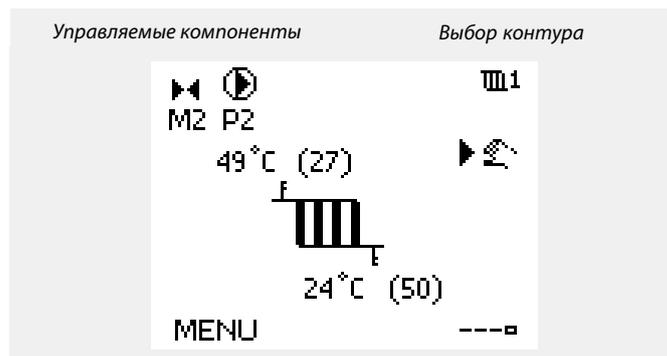 Управляемые компоненты Выбор контура
1
M2 P2
49°C (27)
24°C (50)
MENU